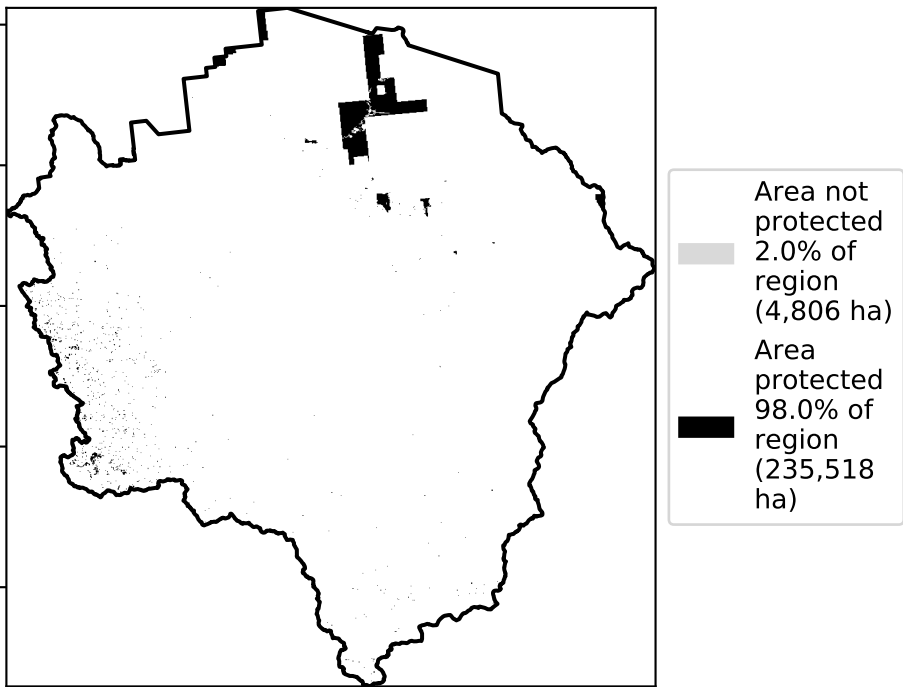 Area not
protected
2.0% of
region
(4,806 ha)
Area
protected
98.0% of
region
(235,518
ha)